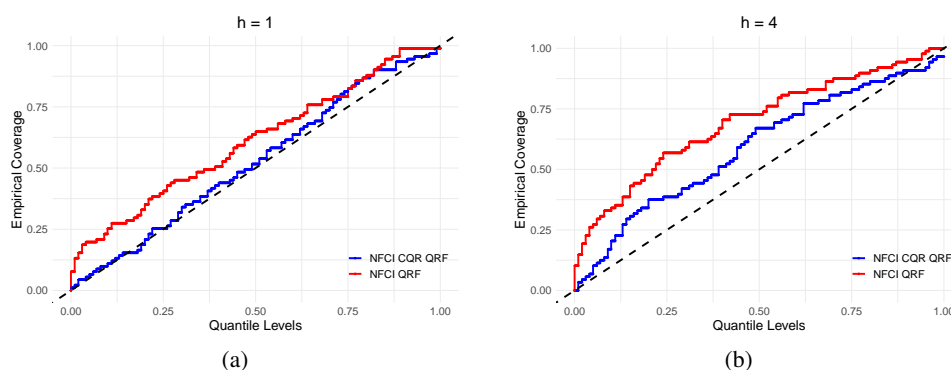 h = 1
1.00
0.75
0.50
0.25
0.00
Empirical Coverage
NFCI CQR QRF
NFCI QRF
0.00 0.25 0.50 0.75 1.00
Quantile Levels
(a)
h = 4
1.00
0.75
0.50
0.25
0.00
Empirical Coverage
NFCI CQR QRF
NFCI QRF
0.00 0.25 0.50 0.75 1.00
Quantile Levels
(b)